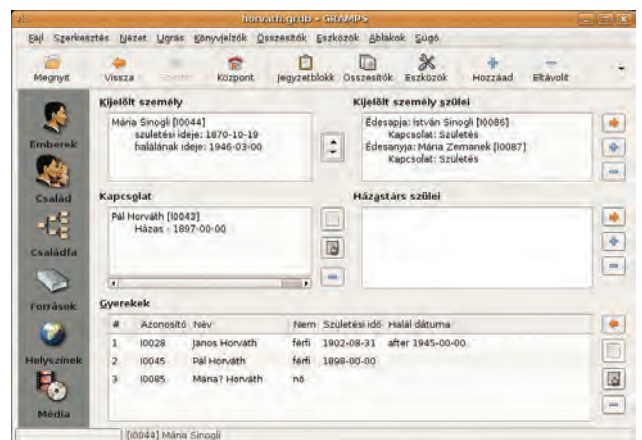 horvath.grdb - GRAMPS
Fájl Szerkesztés Nézet Ugrás Könyvjelzők Összesítők Eszközök Ablakok Súgó
Megnyit Vissza Központ Jegyzetblokk Összesítők Eszközök Hozzáad Eltávolít
Emberek
Család
Családfa
Források
Helyszínek
Média
Kijelölt személy
Mária Sinogli [I0044]
születési ideje: 1870-10-19
halálának ideje: 1946-03-00
Kijelölt személy szülei
Édesapja: István Sinogli [I0086]
Kapcsolat: Születés
Édesanyja: Mária Zemanek [I0087]
Kapcsolat: Születés
Kapcsolat
Pál Horváth [I0043]
Házas - 1897-00-00
Házastárs szülei
Gyerekek
# Azonosító Név Nem Születési idő Halál dátuma
1 I0028 János Horváth férfi 1902-08-31 after 1945-00-00
2 I0045 Pál Horváth férfi 1898-00-00
3 I0085 Mária? Horváth nő
[I0044] Mária Sinogli